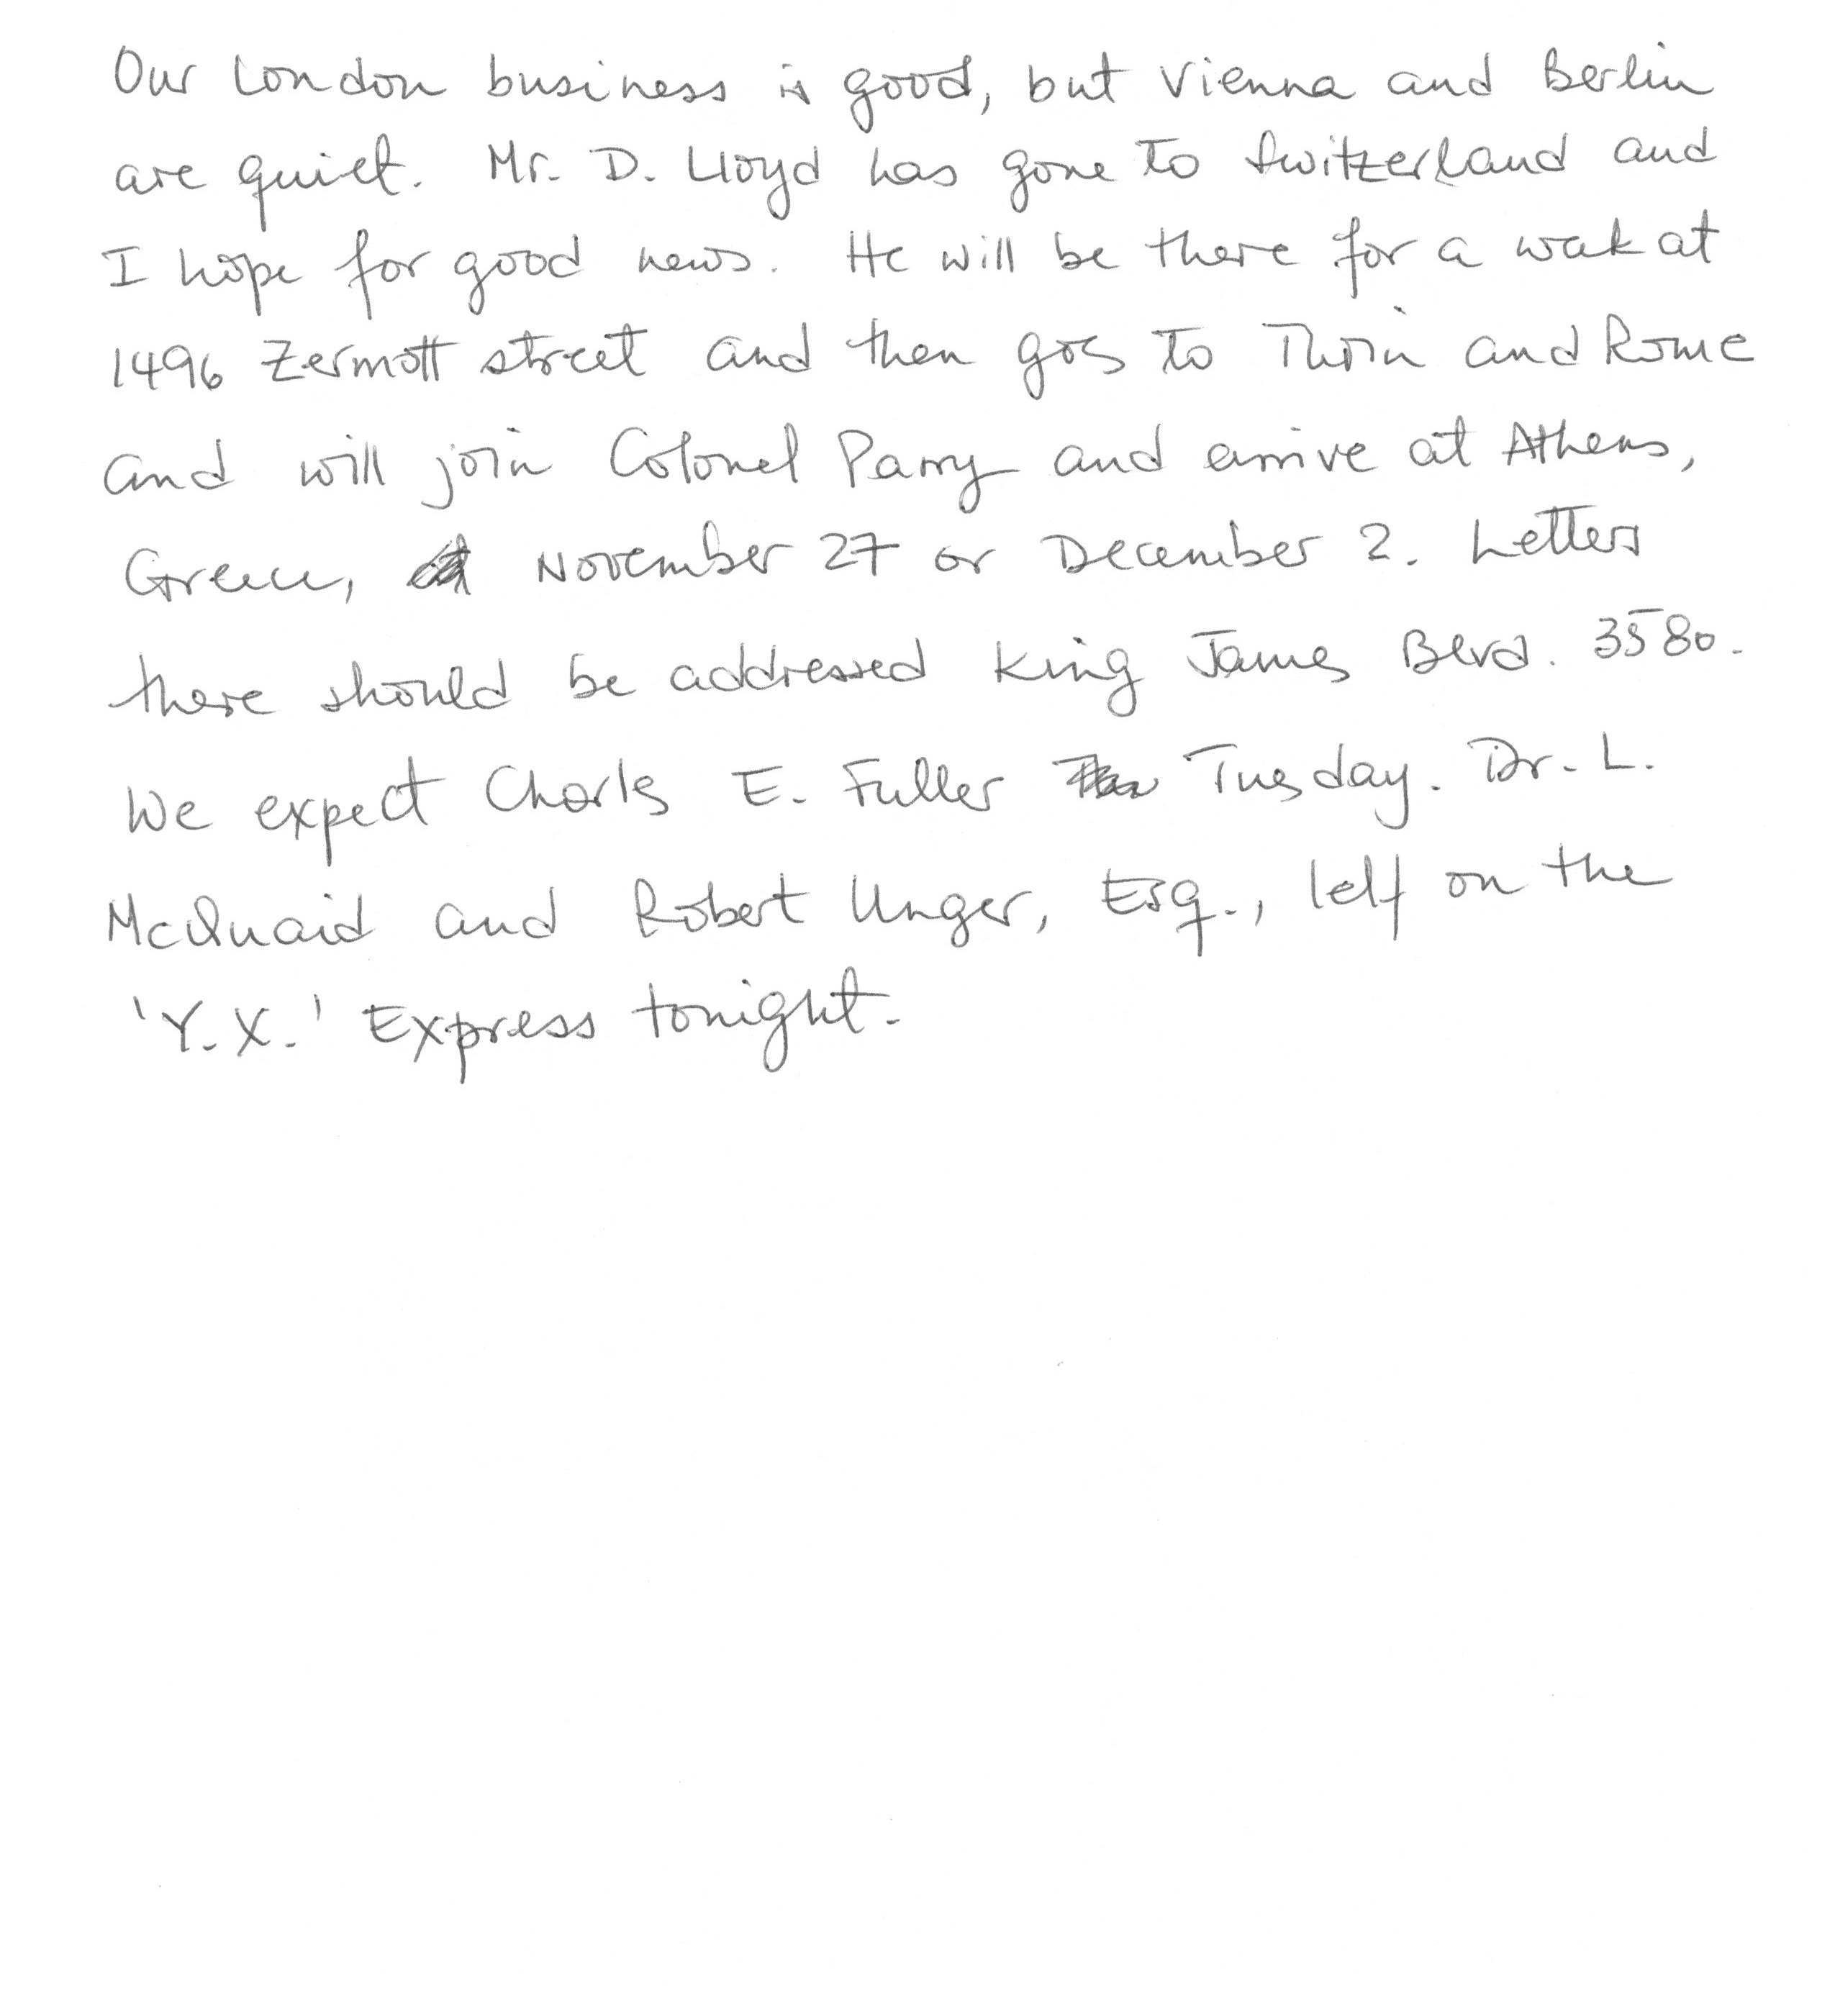 Our London business is good, but Vienna and Berlin
are quiet. Mr. D. Lloyd has gone to Switzerland and
I hope for good news. He will be there for a week at
1496 Zermott street and then goes to Turin and Rome
and will join Colonel Parry and arrive at Athens,
Greece, November 27 or December 2. Letters
there should be addressed King James Blvd. 3580.
We expect Charles E. Fuller Tuesday. Dr. L.
McQuaid and Robert Unger, Esq., left on the
'Y.X.' Express tonight.